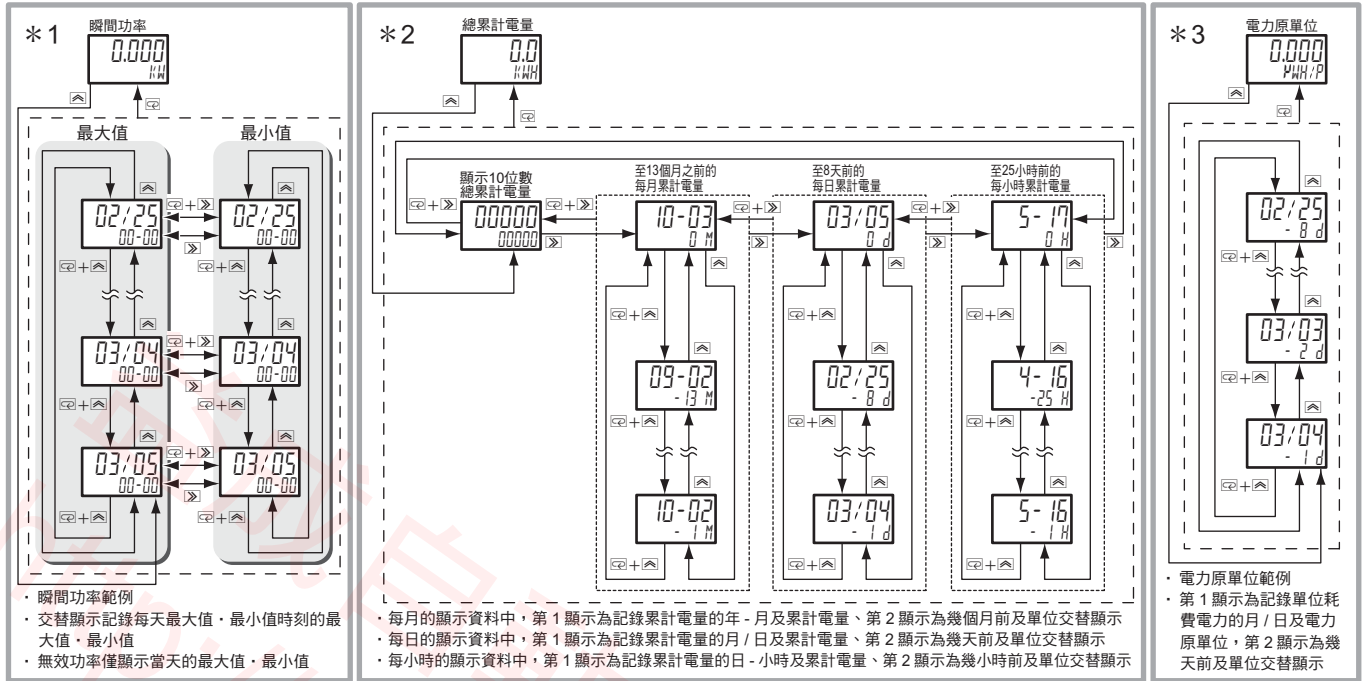 ＊1
瞬間功率
0.000
kW
最大值
最小值
02/25
00-00
02/25
00-00
03/04
00-00
03/04
00-00
03/05
00-00
03/05
00-00
・瞬間功率範例
・交替顯示記錄每天最大值・最小值時刻的最
大值・最小值
・無效功率僅顯示當天的最大值・最小值
＊2
總累計電量
0.0
kWH
顯示10位數
總累計電量
00000
00000
至13個月之前的
每月累計電量
10-03
0 M
09-02
-13 M
10-02
- 1 M
至8天前的
每日累計電量
03/05
0 d
02/25
- 8 d
03/04
- 1 d
至25小時前的
每小時累計電量
5-17
0 H
4-16
-25 H
5-16
- 1 H
・每月的顯示資料中，第 1 顯示為記錄累計電量的年 - 月及累計電量、第 2 顯示為幾個月前及單位交替顯示
・每日的顯示資料中，第 1 顯示為記錄累計電量的月 / 日及累計電量、第 2 顯示為幾天前及單位交替顯示
・每小時的顯示資料中，第 1 顯示為記錄累計電量的日 - 小時及累計電量、第 2 顯示為幾小時前及單位交替顯示
＊3
電力原單位
0.000
kWH/P
02/25
- 8 d
03/03
- 2 d
03/04
- 1 d
・電力原單位範例
・第 1 顯示為記錄單位耗
費電力的月 / 日及電力
原單位，第 2 顯示為幾
天前及單位交替顯示